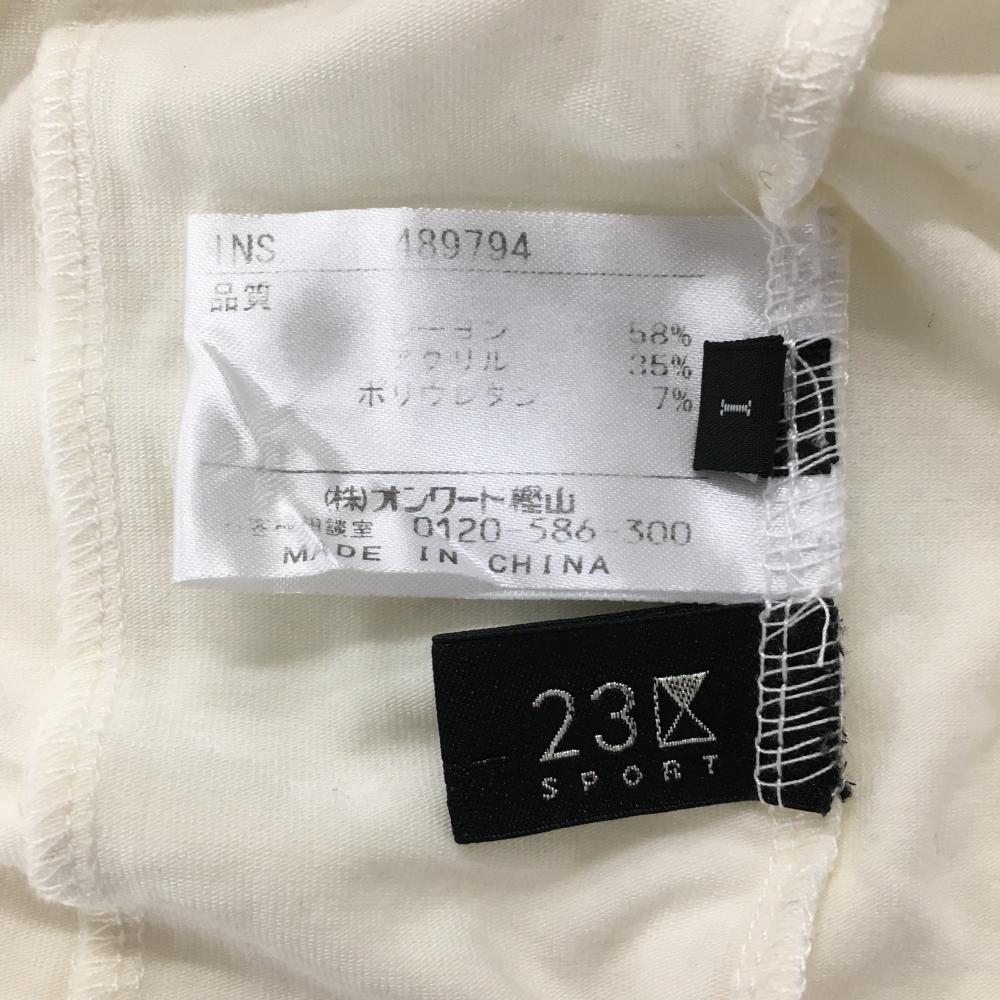 INS 489794
品質
レーヨン 58%
アクリル 35%
ポリウレタン 7%
I
(株)オンワード樫山
お客様相談室 0120-586-300
MADE IN CHINA
23区
SPORT